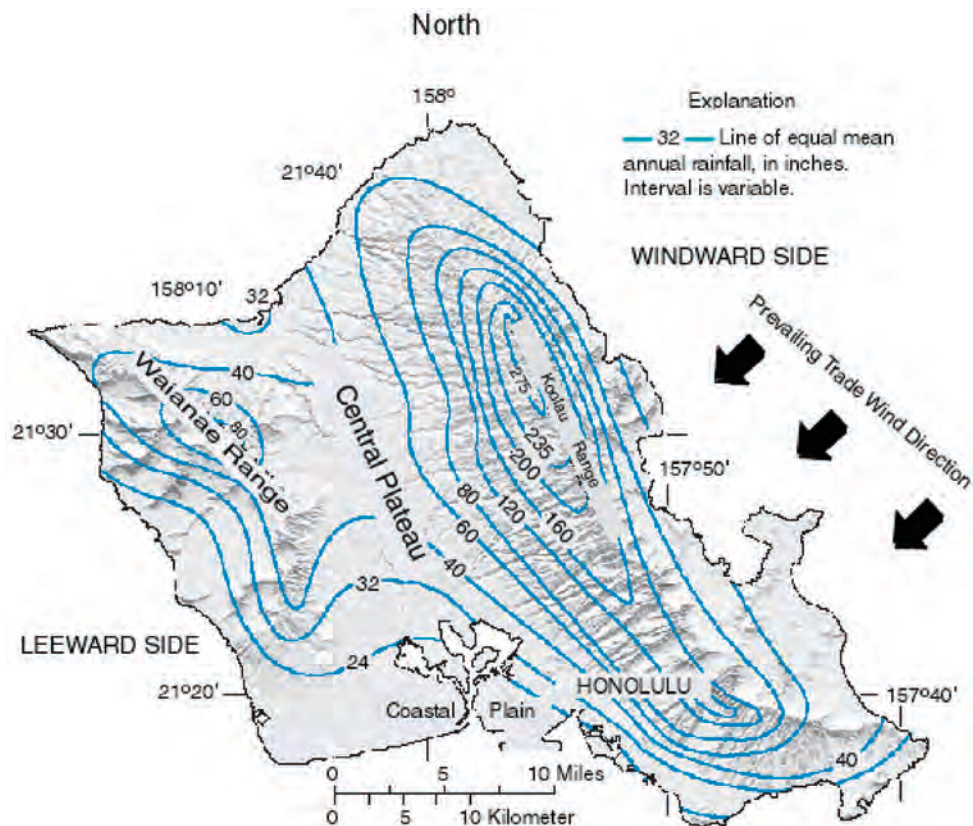 North
158º
Explanation
32 Line of equal mean
annual rainfall, in inches.
Interval is variable.
21º40'
WINDWARD SIDE
158º10'
32
Prevailing Trade Wind Direction
40
Waianae Range
60
80
Central Plateau
275
Koolau
Range
21º30'
235
200
157º50'
80
120
160
60
40
32
LEEWARD SIDE
24
21º20'
HONOLULU
157º40'
Coastal Plain
40
0 5 10 Miles
0 5 10 Kilometer